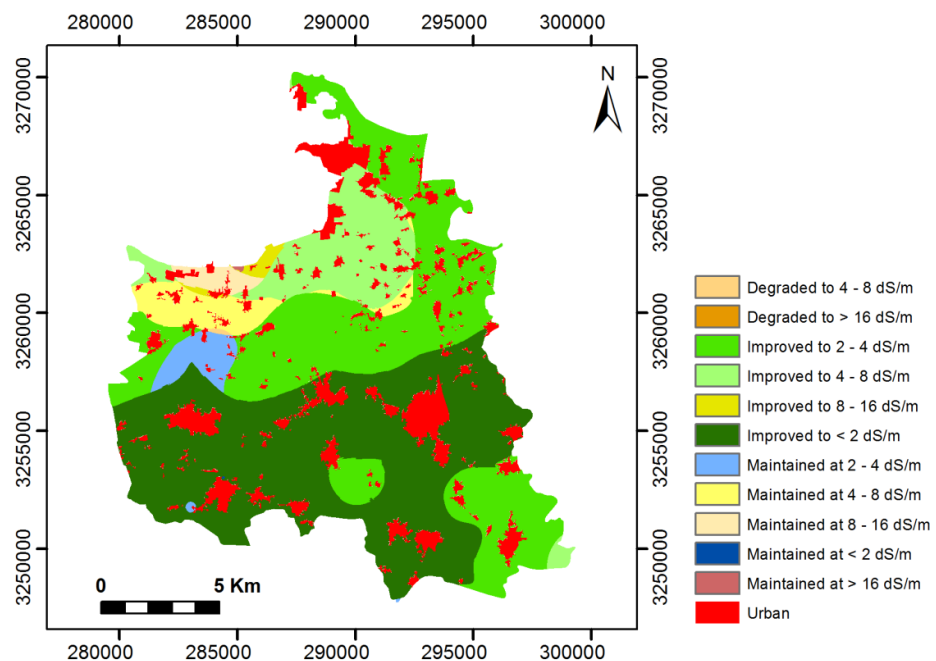 280000 285000 290000 295000 300000
3270000
3265000
3260000
3255000
3250000
N
3270000
3265000
3260000
3255000
3250000
0 5 Km
280000 285000 290000 295000 300000
Degraded to 4 - 8 dS/m
Degraded to > 16 dS/m
Improved to 2 - 4 dS/m
Improved to 4 - 8 dS/m
Improved to 8 - 16 dS/m
Improved to < 2 dS/m
Maintained at 2 - 4 dS/m
Maintained at 4 - 8 dS/m
Maintained at 8 - 16 dS/m
Maintained at < 2 dS/m
Maintained at > 16 dS/m
Urban